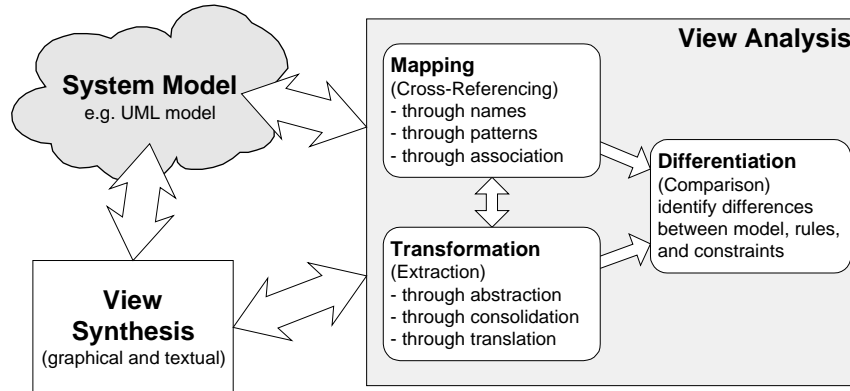 System Model
e.g. UML model
View
Synthesis
(graphical and textual)
View Analysis
Mapping
(Cross-Referencing)
- through names
- through patterns
- through association
Transformation
(Extraction)
- through abstraction
- through consolidation
- through translation
Differentiation
(Comparison)
identify differences
between model, rules,
and constraints